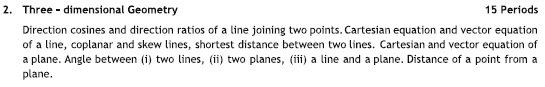 2. Three - dimensional Geometry 15 Periods
Direction cosines and direction ratios of a line joining two points. Cartesian equation and vector equation
of a line, coplanar and skew lines, shortest distance between two lines. Cartesian and vector equation of
a plane. Angle between (i) two lines, (ii) two planes, (iii) a line and a plane. Distance of a point from a
plane.